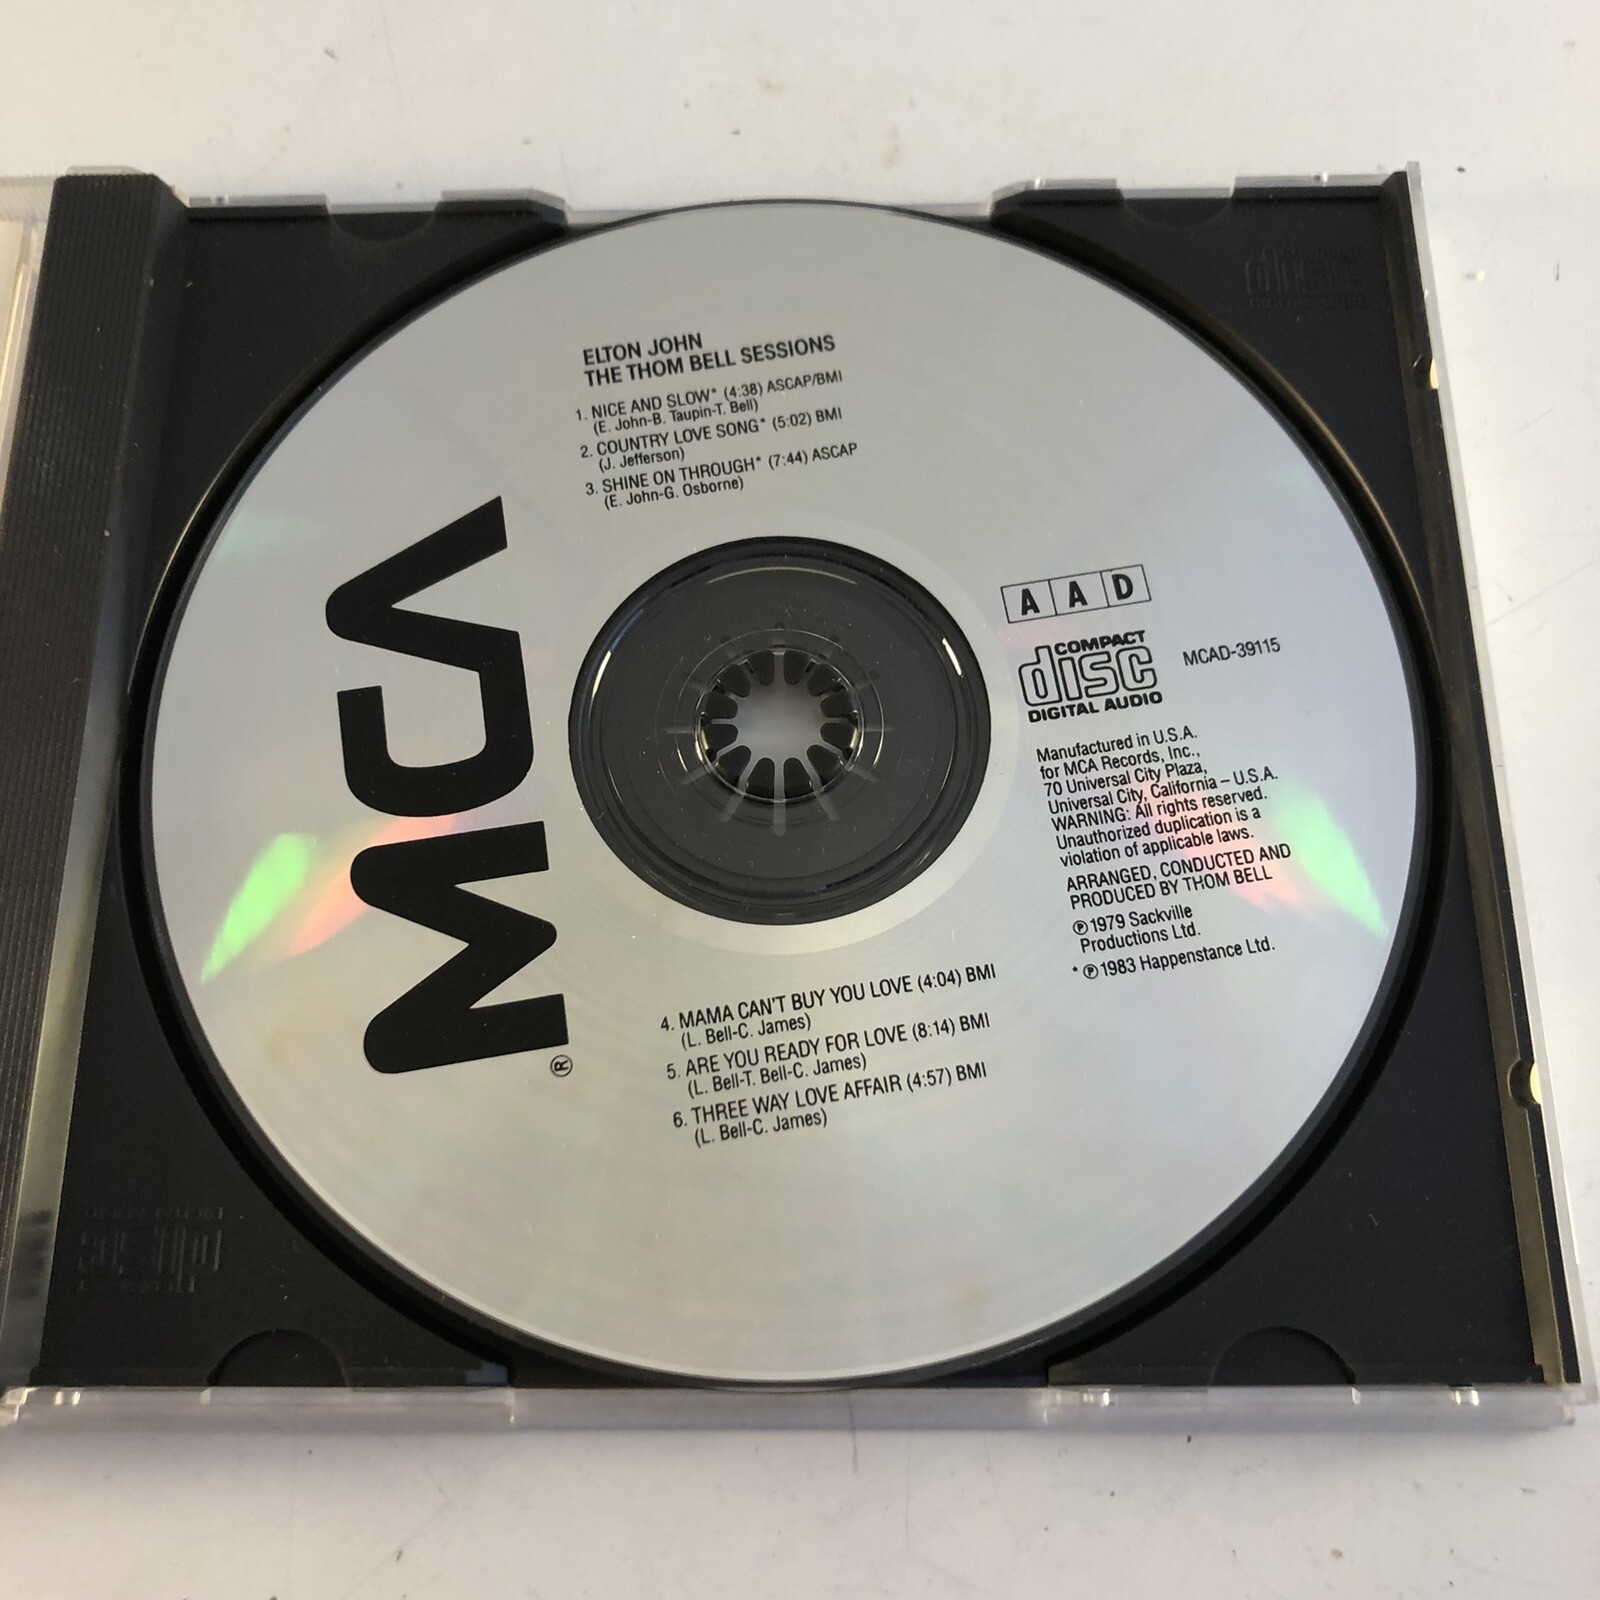 ELTON JOHN
THE THOM BELL SESSIONS
1. NICE AND SLOW* (4:38) ASCAP/BMI
(E. John-B. Taupin-T. Bell)
2. COUNTRY LOVE SONG* (5:02) BMI
(J. Jefferson)
3. SHINE ON THROUGH* (7:44) ASCAP
(E. John-G. Osborne)
MCA®
A A D
COMPACT
disc
DIGITAL AUDIO
MCAD-39115
Manufactured in U.S.A.
for MCA Records, Inc.,
70 Universal City Plaza,
Universal City, California – U.S.A.
WARNING: All rights reserved.
Unauthorized duplication is a
violation of applicable laws.
ARRANGED, CONDUCTED AND
PRODUCED BY THOM BELL
℗ 1979 Sackville
Productions Ltd.
* ℗ 1983 Happenstance Ltd.
4. MAMA CAN'T BUY YOU LOVE (4:04) BMI
(L. Bell-C. James)
5. ARE YOU READY FOR LOVE (8:14) BMI
(L. Bell-T. Bell-C. James)
6. THREE WAY LOVE AFFAIR (4:57) BMI
(L. Bell-C. James)